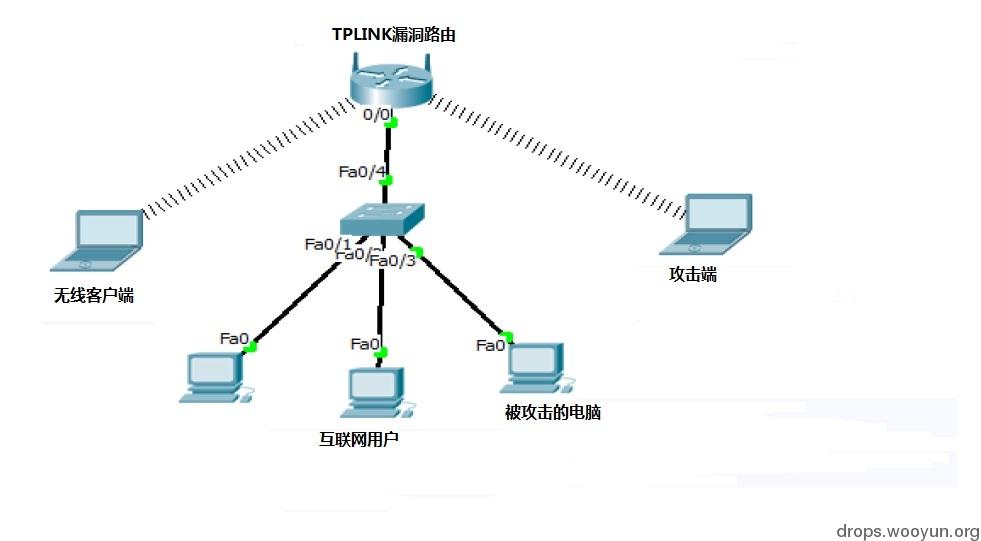 TPLINK漏洞路由
0/0
Fa0/4
Fa0/1
Fa0/2
Fa0/3
无线客户端
攻击端
Fa0
Fa0
Fa0
被攻击的电脑
互联网用户
drops.wooyun.org